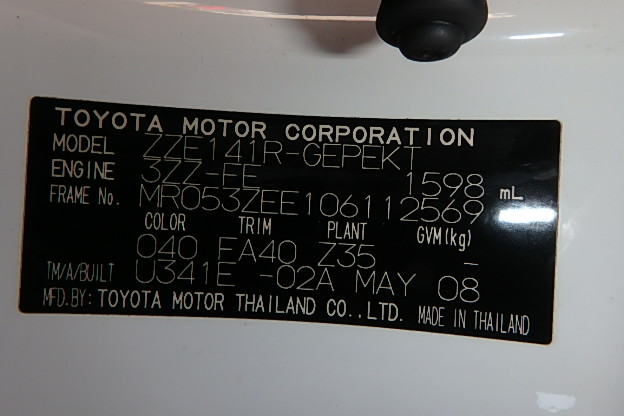 TOYOTA MOTOR CORPORATION
MODEL ZZE141R-GEPEKT
ENGINE 3ZZ-EE 1598 mL
FRAME No. MR053ZEE106112569
COLOR TRIM PLANT GVM(kg)
040 FA40 Z35 -
TM/A/BUILT U341E -02A MAY 08
MFD.BY: TOYOTA MOTOR THAILAND CO.,LTD. MADE IN THAILAND